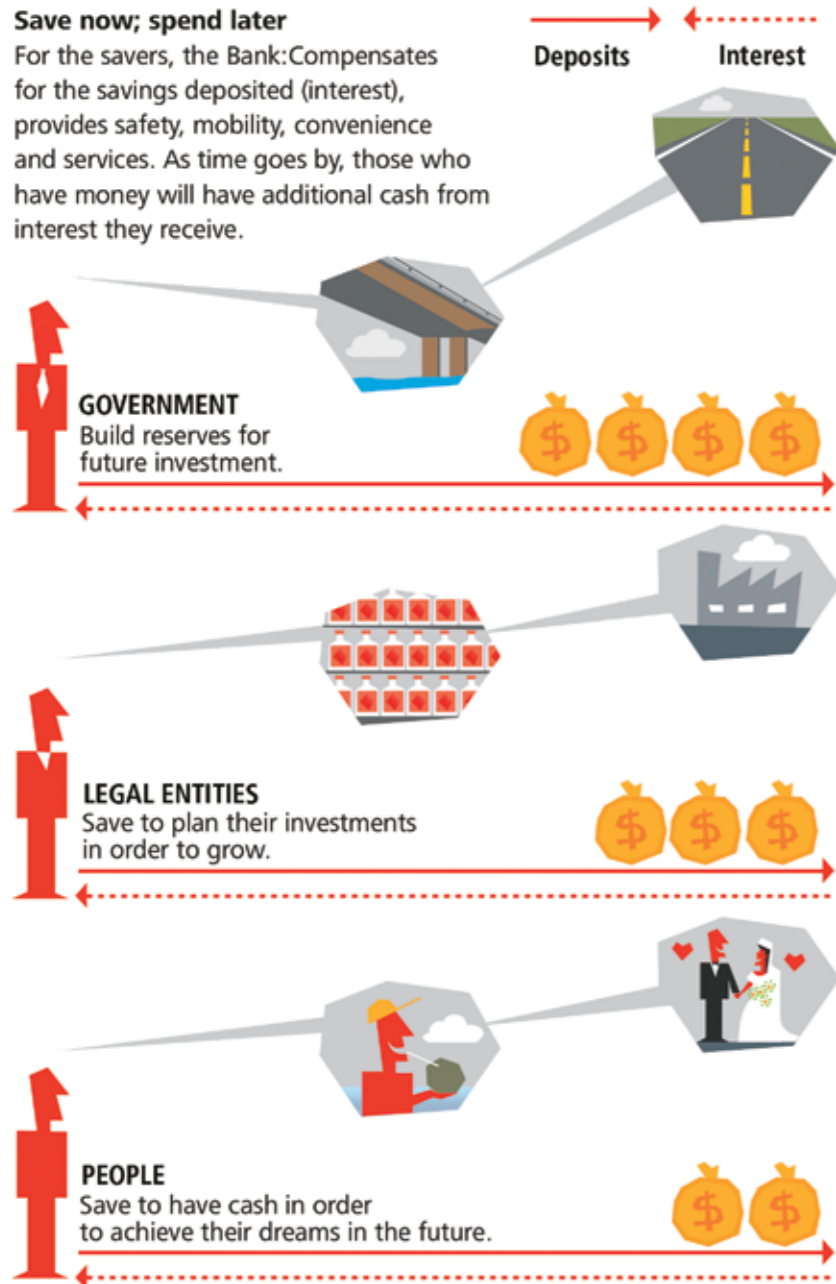 Save now; spend later
For the savers, the Bank:Compensates
for the savings deposited (interest),
provides safety, mobility, convenience
and services. As time goes by, those who
have money will have additional cash from
interest they receive.
Deposits
Interest
GOVERNMENT
Build reserves for
future investment.
$ $ $ $
LEGAL ENTITIES
Save to plan their investments
in order to grow.
$ $ $
PEOPLE
Save to have cash in order
to achieve their dreams in the future.
$ $